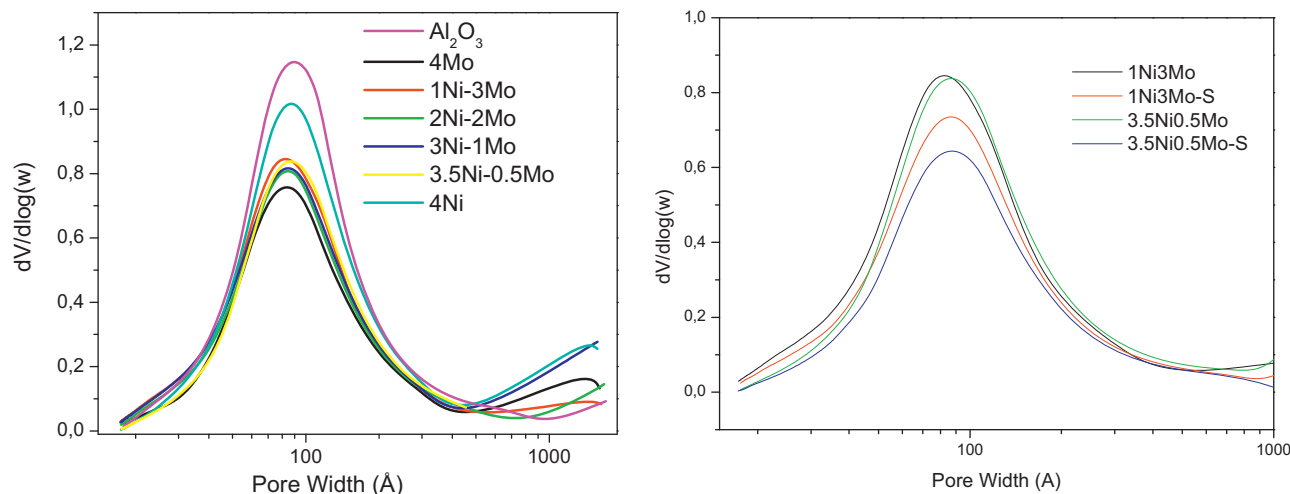 1,2
1,0
0,8
0,6
0,4
0,2
0,0
dV/dlog(w)
100
1000
Pore Width (Å)
Al₂O₃
4Mo
1Ni-3Mo
2Ni-2Mo
3Ni-1Mo
3.5Ni-0.5Mo
4Ni
1,0
0,8
0,6
0,4
0,2
0,0
dV/dlog(w)
100
1000
Pore Width (A)
1Ni3Mo
1Ni3Mo-S
3.5Ni0.5Mo
3.5Ni0.5Mo-S